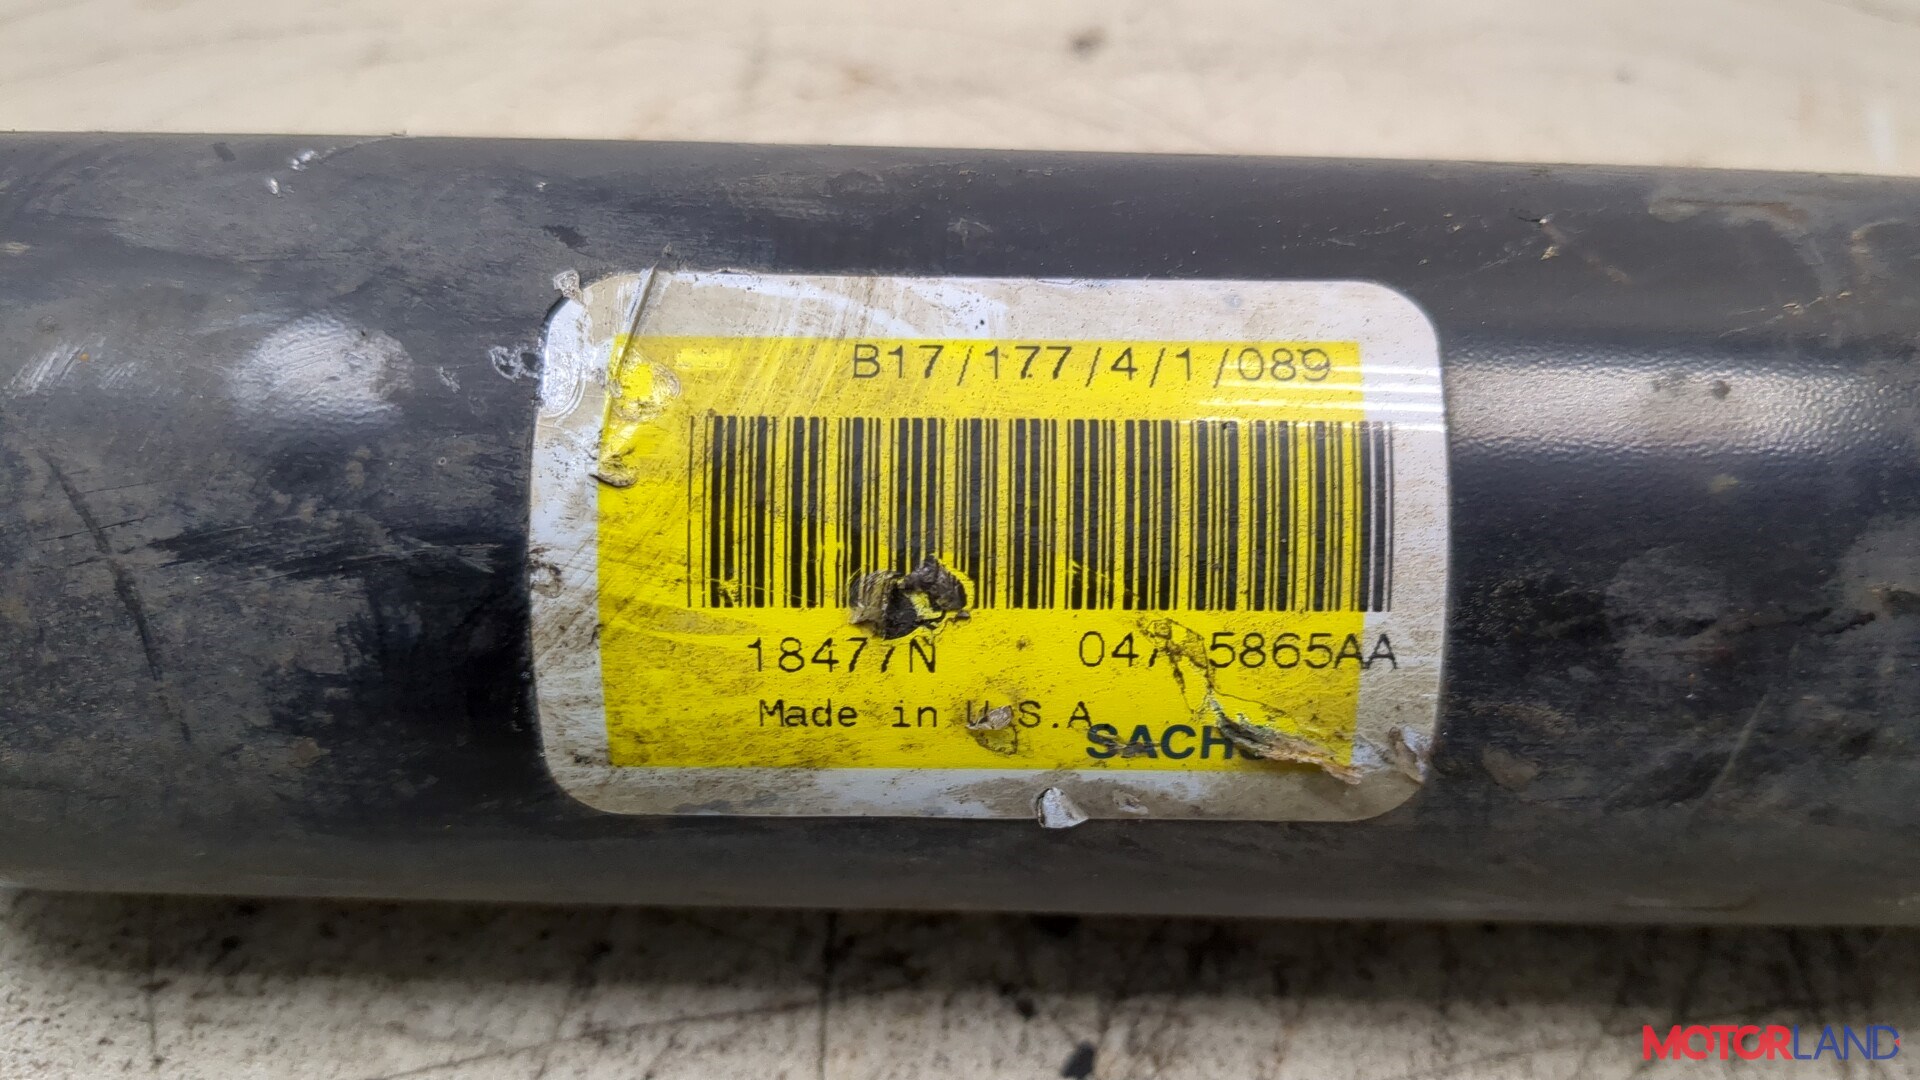 B17/177/4/1/089
18477N
Made in U.S.A
MOTORLAND